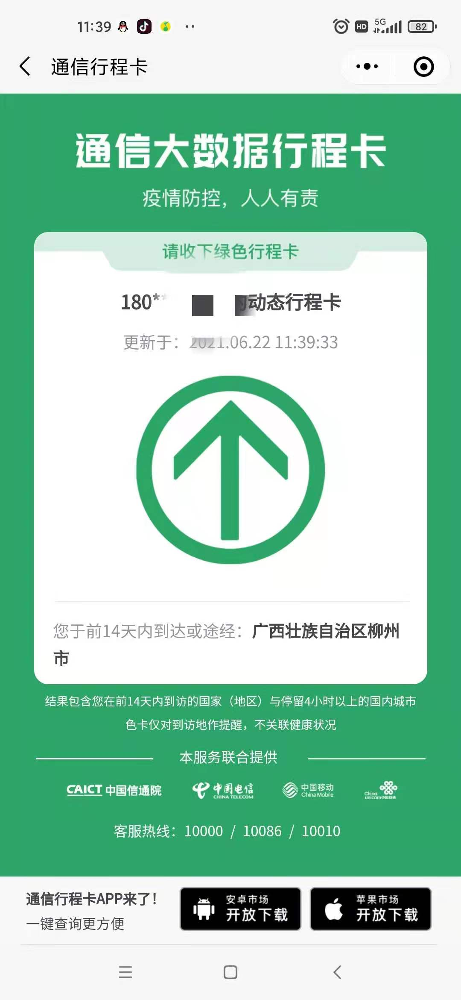 11:39
HD 5G 82
通信行程卡
通信大数据行程卡
疫情防控，人人有责
请收下绿色行程卡
180** 的动态行程卡
更新于：2021.06.22 11:39:33
您于前14天内到达或途经：广西壮族自治区柳州
市
结果包含您在前14天内到访的国家（地区）与停留4小时以上的国内城市
色卡仅对到访地作提醒，不关联健康状况
本服务联合提供
CAICT 中国信通院 中国电信 CHINA TELECOM 中国移动 China Mobile China unicom中国联通
客服热线：10000 / 10086 / 10010
通信行程卡APP来了！
一键查询更方便
安卓市场
开放下载
苹果市场
开放下载